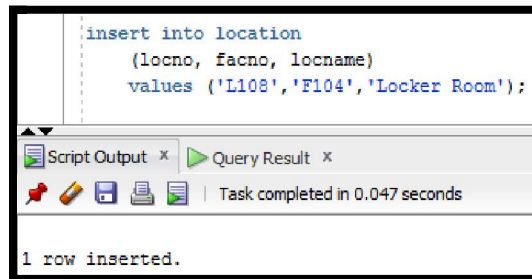 insert into location
(locno, facno, locname)
values ('L108','F104','Locker Room');
Script Output x Query Result x
Task completed in 0.047 seconds
1 row inserted.